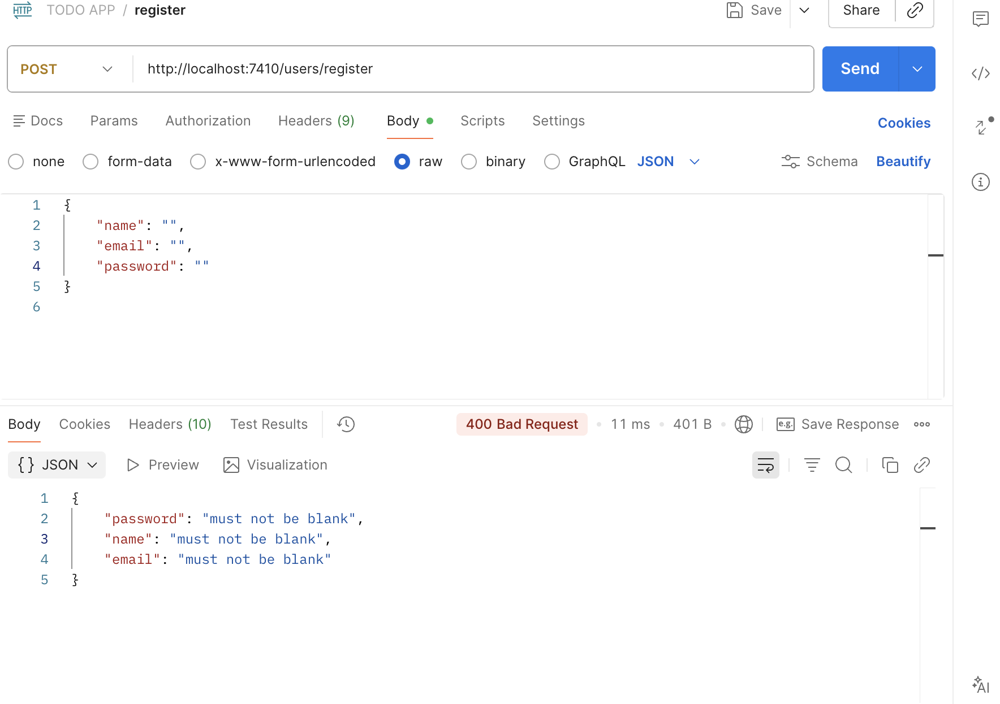 HTTP TODO APP / register Save Share
POST http://localhost:7410/users/register Send
Docs Params Authorization Headers (9) Body Scripts Settings Cookies
none form-data x-www-form-urlencoded raw binary GraphQL JSON Schema Beautify
1 {
2 "name": "",
3 "email": "",
4 "password": ""
5 }
6
Body Cookies Headers (10) Test Results 400 Bad Request • 11 ms • 401 B • e.g. Save Response
{} JSON Preview Visualization
1 {
2 "password": "must not be blank",
3 "name": "must not be blank",
4 "email": "must not be blank"
5 }
AI